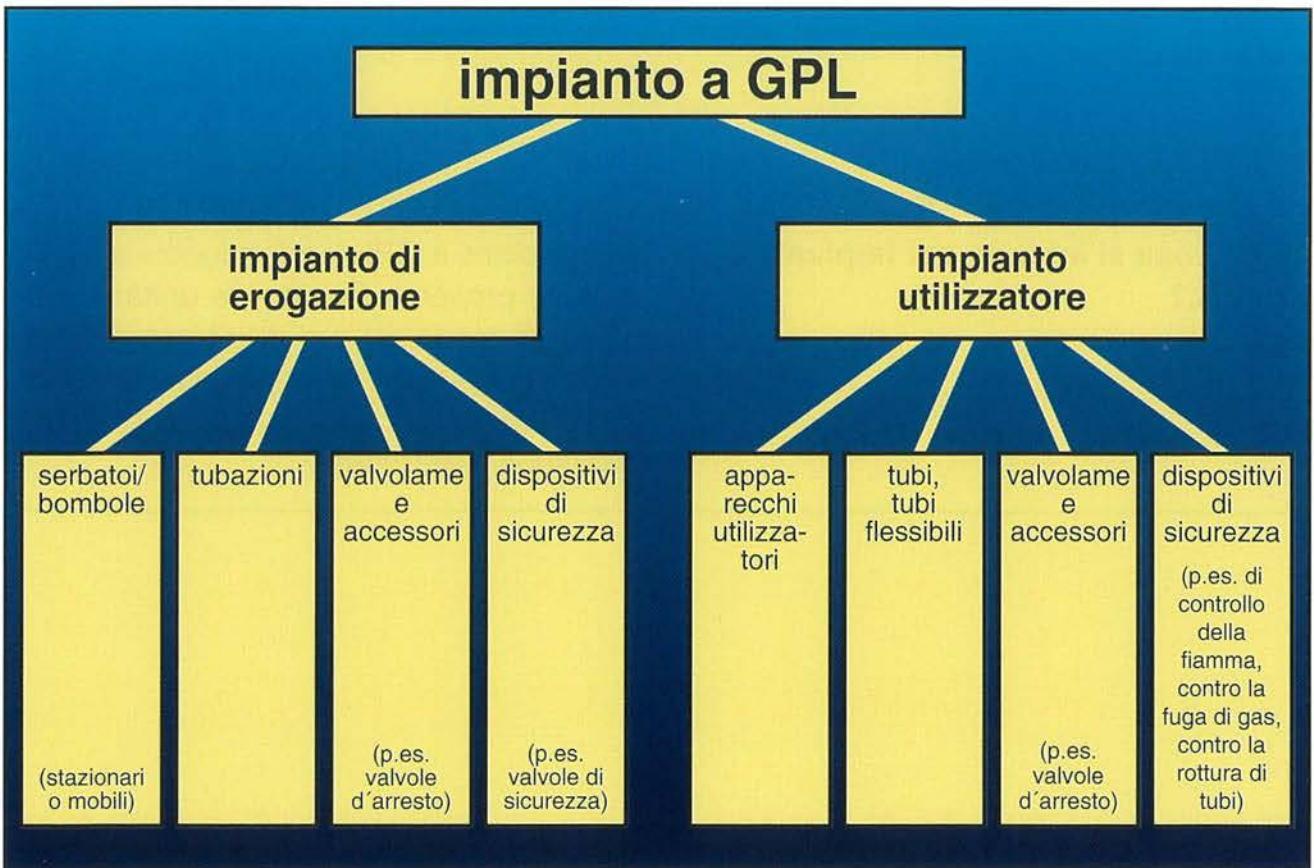 impianto a GPL
impianto di
erogazione
impianto
utilizzatore
serbatoi/
bombole
(stazionari
o mobili)
tubazioni
valvolame
e
accessori
(p.es.
valvole
d´arresto)
dispositivi
di
sicurezza
(p.es.
valvole di
sicurezza)
appa-
recchi
utilizza-
tori
tubi,
tubi
flessibili
valvolame
e
accessori
(p.es.
valvole
d´arresto)
dispositivi
di
sicurezza
(p.es. di
controllo
della
fiamma,
contro la
fuga di gas,
contro la
rottura di
tubi)